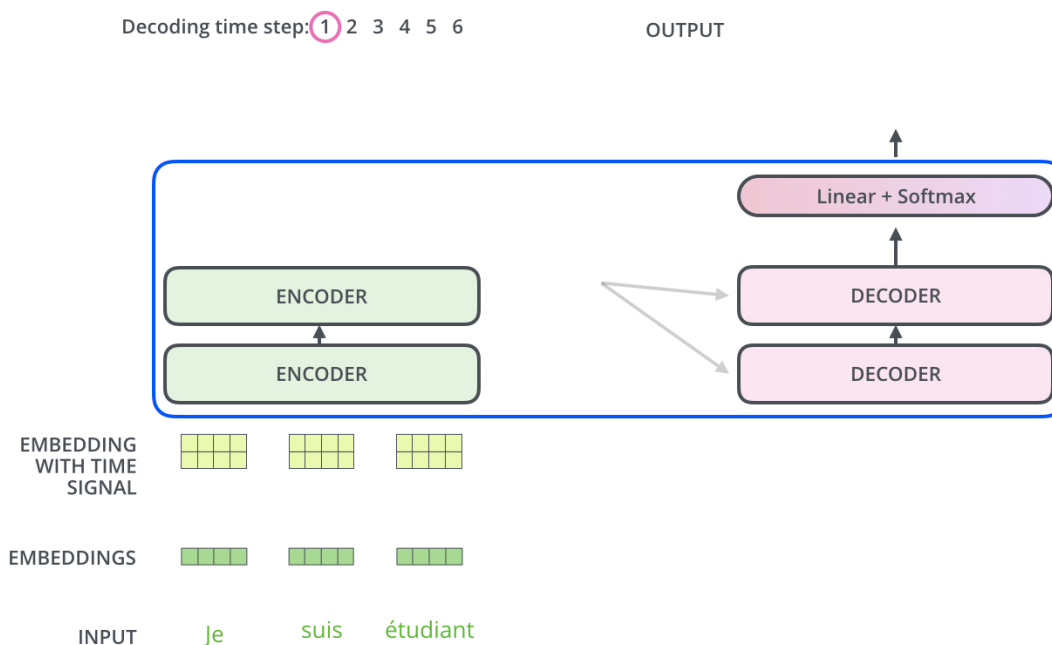 Decoding time step: 1 2 3 4 5 6
OUTPUT
Linear + Softmax
ENCODER
DECODER
ENCODER
DECODER
EMBEDDING
WITH TIME
SIGNAL
EMBEDDINGS
INPUT
Je suis étudiant